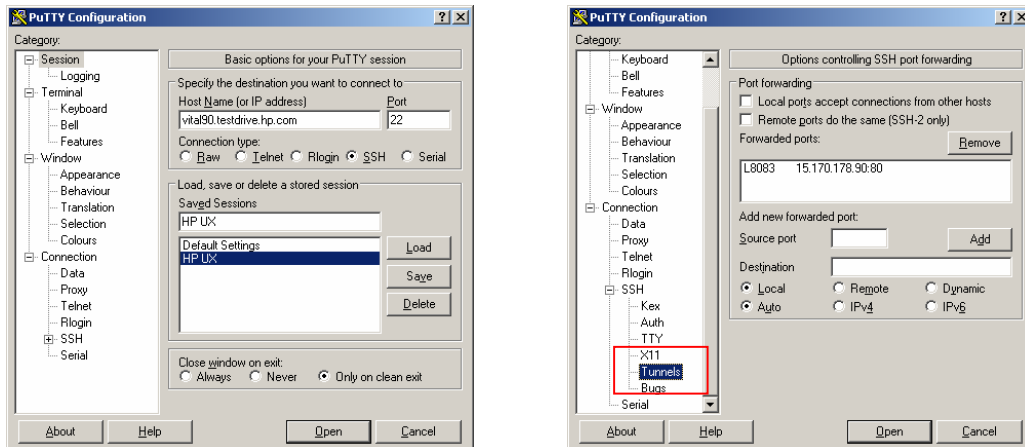 PuTTY Configuration
Category:
Session
Logging
Terminal
Keyboard
Bell
Features
Window
Appearance
Behaviour
Translation
Selection
Colours
Connection
Data
Proxy
Telnet
Rlogin
SSH
Serial
Basic options for your PuTTY session
Specify the destination you want to connect to
Host Name (or IP address) Port
vital90.testdrive.hp.com 22
Connection type:
Raw Telnet Rlogin SSH Serial
Load, save or delete a stored session
Saved Sessions
HP UX
Default Settings
HP UX
Load
Save
Delete
Close window on exit:
Always Never Only on clean exit
About Help Open Cancel
PuTTY Configuration
Category:
Keyboard
Bell
Features
Window
Appearance
Behaviour
Translation
Selection
Colours
Connection
Data
Proxy
Telnet
Rlogin
SSH
Kex
Auth
TTY
X11
Tunnels
Bugs
Serial
Options controlling SSH port forwarding
Port forwarding
Local ports accept connections from other hosts
Remote ports do the same (SSH-2 only)
Forwarded ports: Remove
L8083 15.170.178.90:80
Add new forwarded port:
Source port Add
Destination
Local Remote Dynamic
Auto IPv4 IPv6
About Help Open Cancel